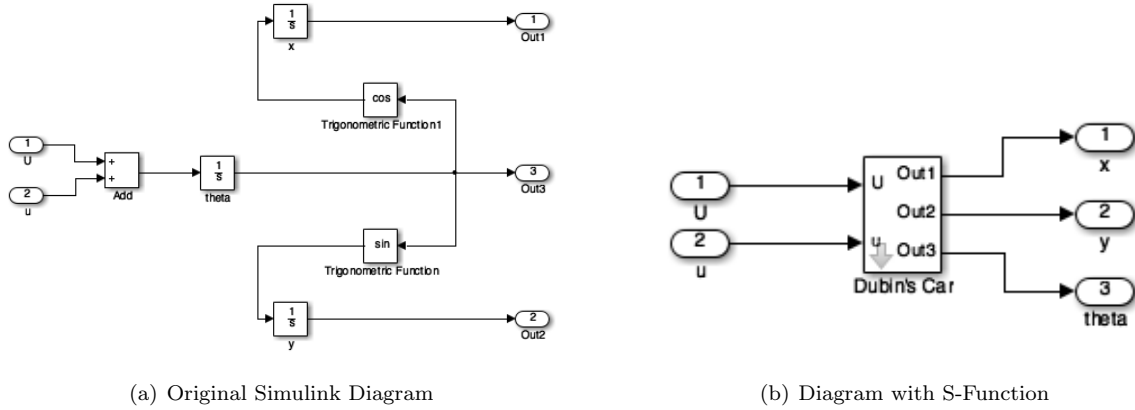 1
s
x
1
Out1
cos
Trigonometric Function1
1
U
2
u
+
+
Add
1
s
theta
3
Out3
sin
Trigonometric Function
1
s
y
2
Out2
(a) Original Simulink Diagram
1
U
2
u
U
u
Out1
Out2
Out3
Dubin's Car
1
x
2
y
3
theta
(b) Diagram with S-Function